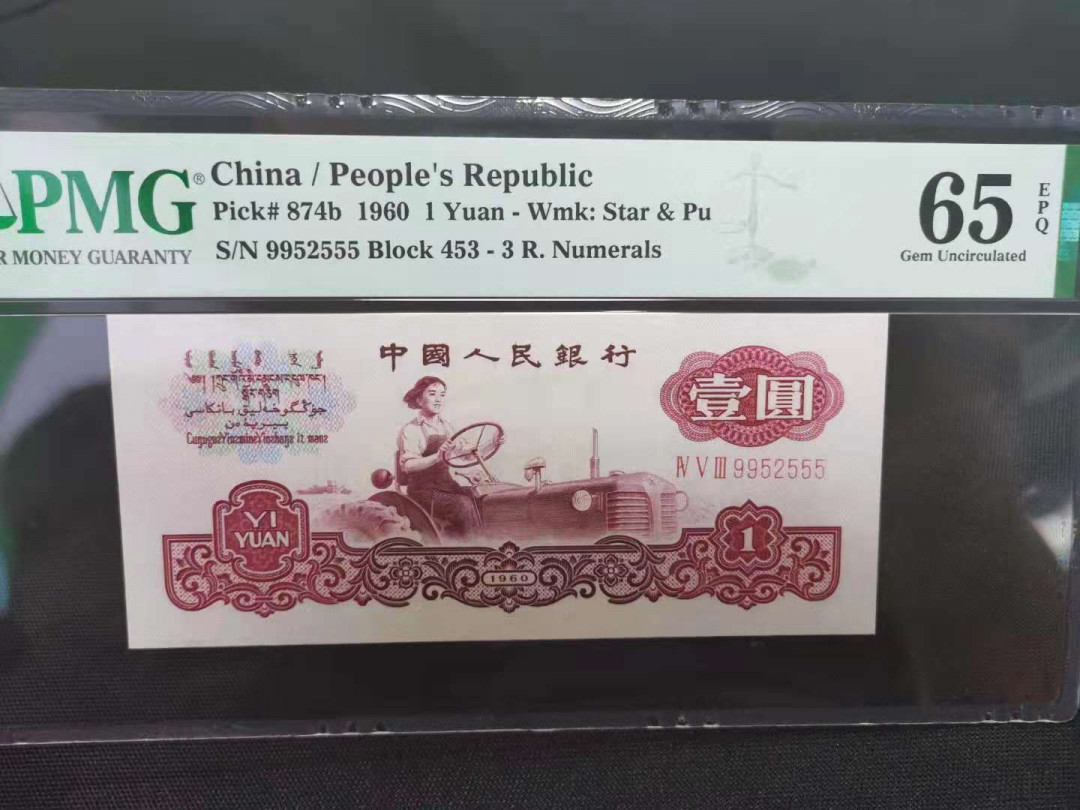 PMG®
R MONEY GUARANTY
China / People's Republic
Pick# 874b 1960 1 Yuan - Wmk: Star & Pu
S/N 9952555 Block 453 - 3 R. Numerals
65
EPQ
Gem Uncirculated
中國人民銀行
壹圓
Ⅳ Ⅴ Ⅲ 9952555
YI
YUAN
1
1960